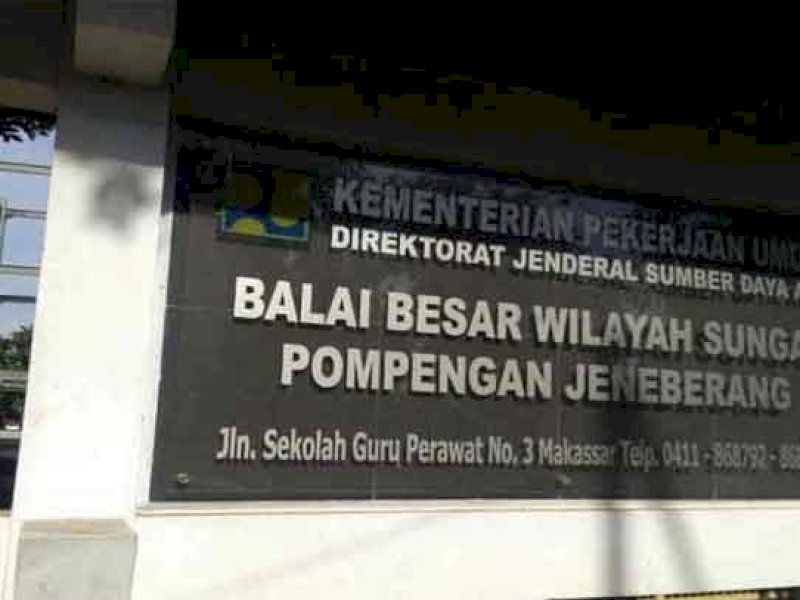 KEMENTERIAN PEKERJAAN UMU
DIREKTORAT JENDERAL SUMBER DAYA A
BALAI BESAR WILAYAH SUNGA
POMPENGAN JENEBERANG
Jln. Sekolah Guru Perawat No. 3 Makassar Telp. 0411 - 868792 - 868